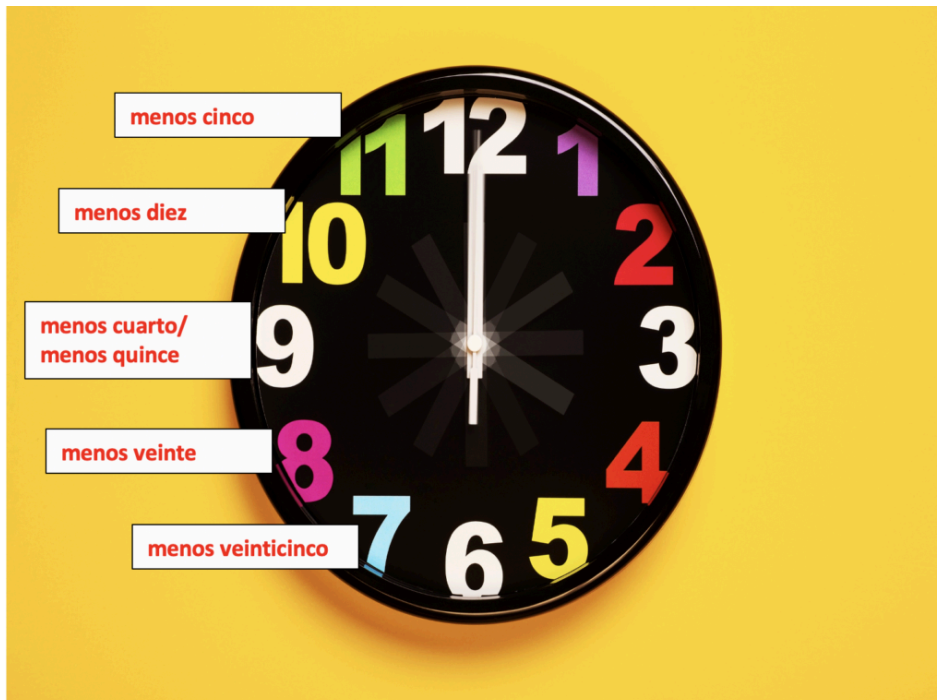 menos cinco
12
11
1
menos diez
10
2
menos cuarto/
menos quince
9
3
menos veinte
8
4
menos veinticinco
7
5
6